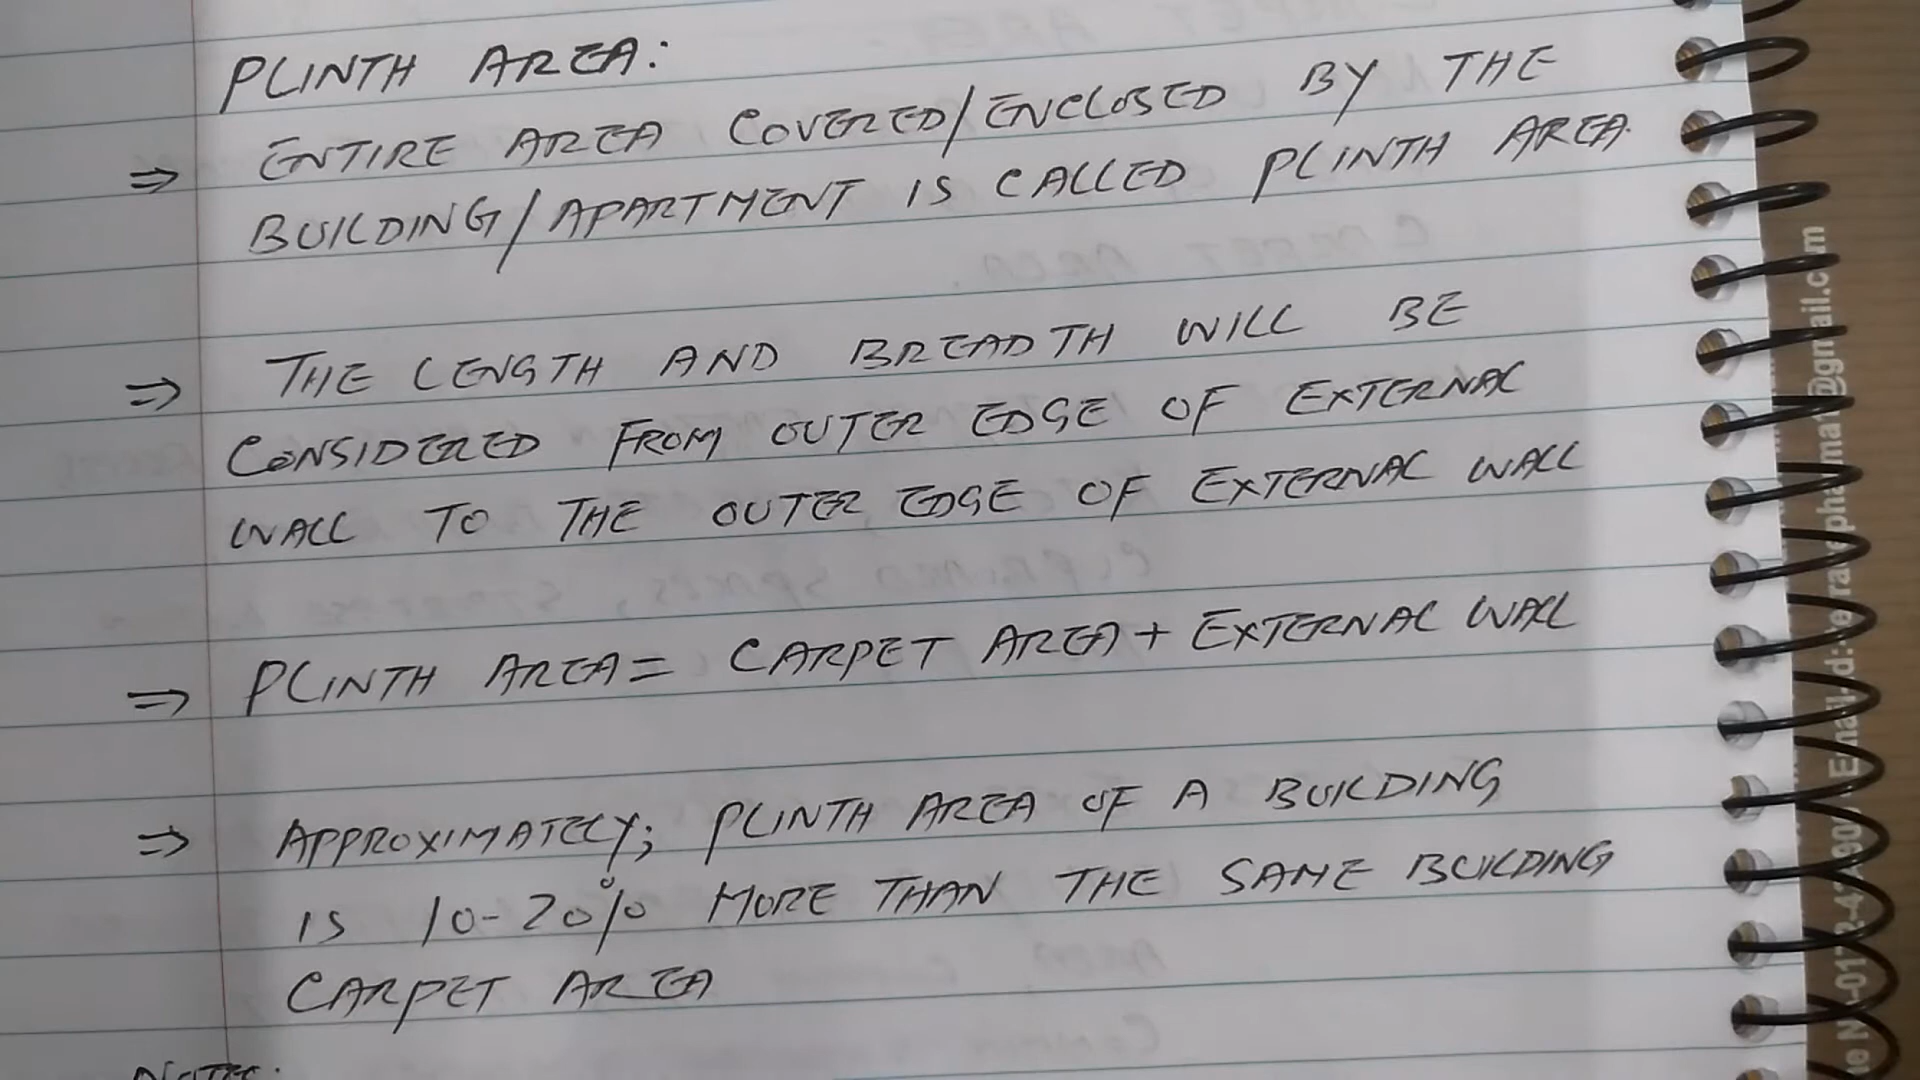 PLINTH AREA:
⇒ ENTIRE AREA COVERED/ENCLOSED BY THE
BUILDING/APARTMENT IS CALLED PLINTH AREA.
⇒ THE LENGTH AND BREADTH WILL BE
CONSIDERED FROM OUTER EDGE OF EXTERNAL
WALL TO THE OUTER EDGE OF EXTERNAL WALL
⇒ PLINTH AREA = CARPET AREA + EXTERNAL WALL
⇒ APPROXIMATELY; PLINTH AREA OF A BUILDING
IS 10-20% MORE THAN THE SAME BUILDING
CARPET AREA
@gmail.com